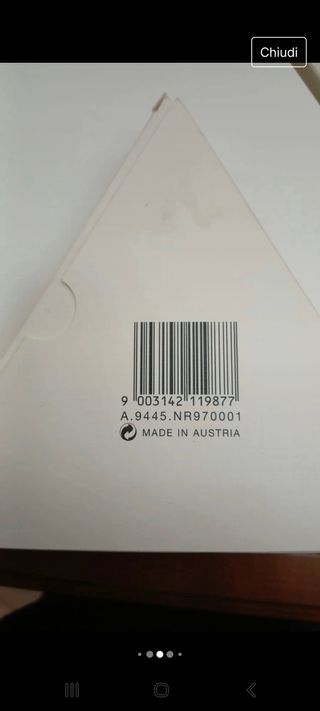 Chiudi
9 003142 119877
A.9445.NR970001
MADE IN AUSTRIA